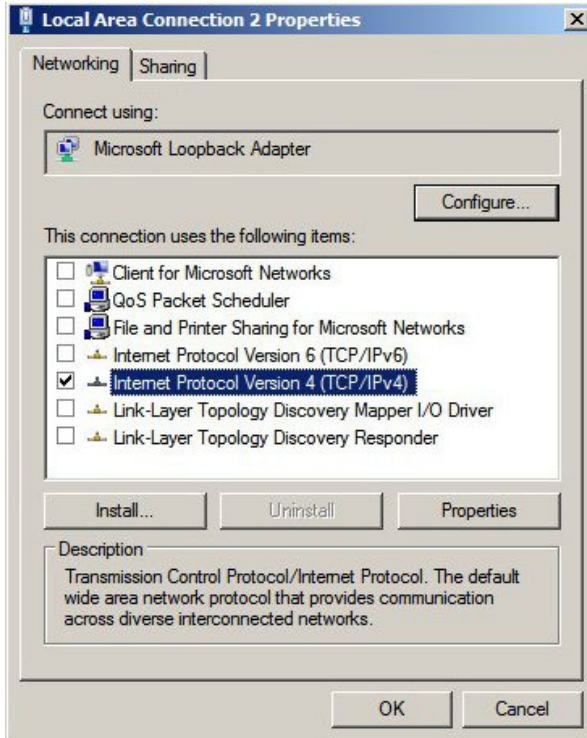 Local Area Connection 2 Properties
Networking
Sharing
Connect using:
Microsoft Loopback Adapter
Configure...
This connection uses the following items:
Client for Microsoft Networks
QoS Packet Scheduler
File and Printer Sharing for Microsoft Networks
Internet Protocol Version 6 (TCP/IPv6)
Internet Protocol Version 4 (TCP/IPv4)
Link-Layer Topology Discovery Mapper I/O Driver
Link-Layer Topology Discovery Responder
Install...
Uninstall
Properties
Description
Transmission Control Protocol/Internet Protocol. The default
wide area network protocol that provides communication
across diverse interconnected networks.
OK
Cancel